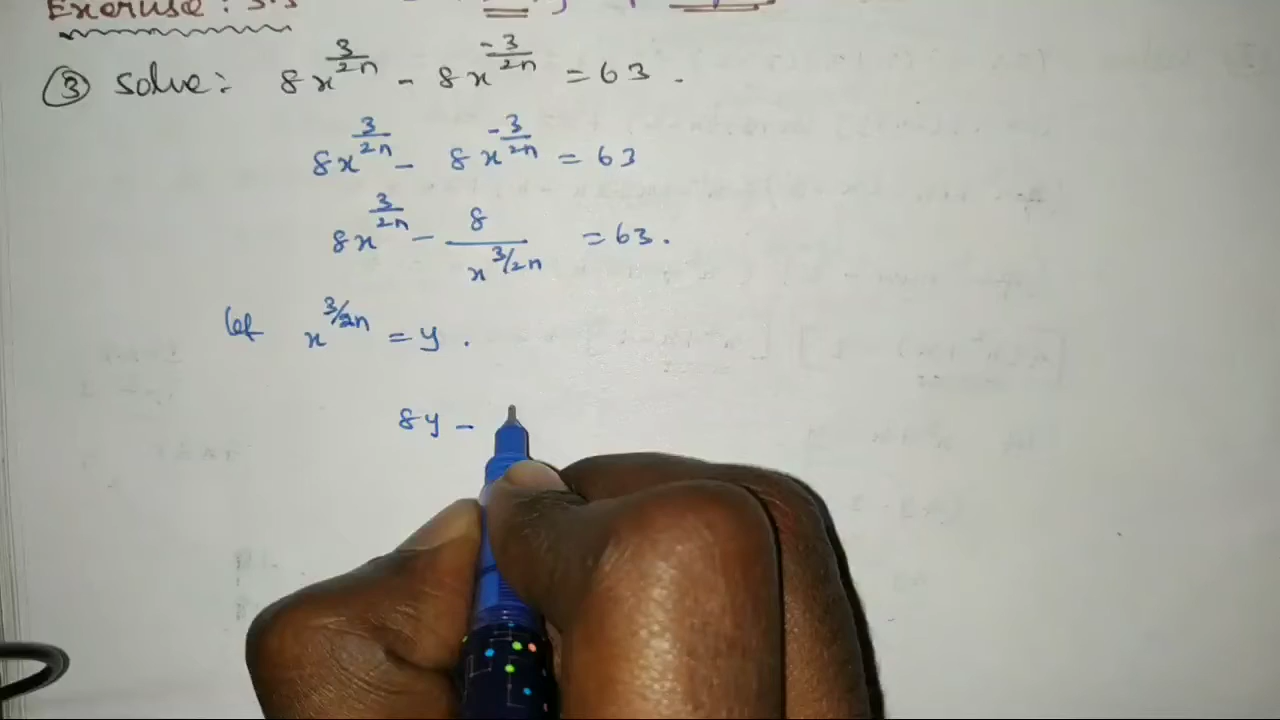 Exercise: 3.5
③ Solve: 8x^{3/2n} - 8x^{-3/2n} = 63.
8x^{3/2n} - 8x^{-3/2n} = 63
8x^{3/2n} - 8/x^{3/2n} = 63.
let x^{3/2n} = y.
8y -